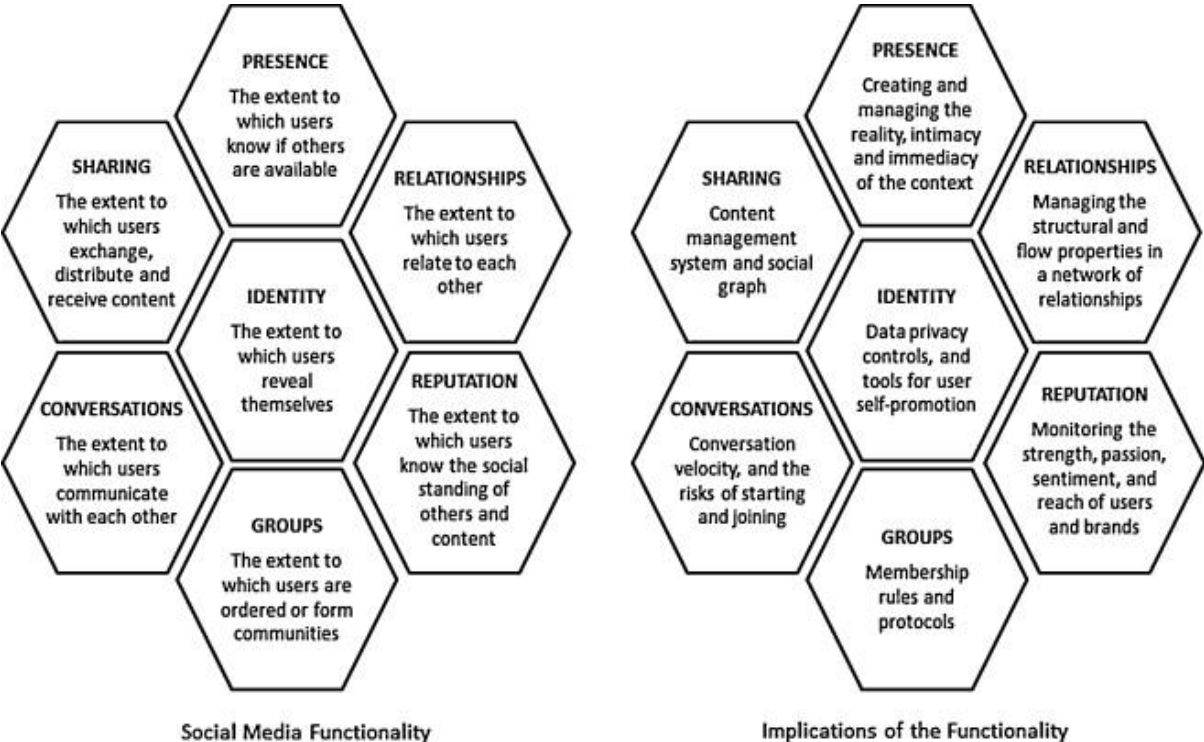 PRESENCE
The extent to
which users
know if others
are available
SHARING
The extent to
which users
exchange,
distribute and
receive content
RELATIONSHIPS
The extent to
which users
relate to each
other
IDENTITY
The extent to
which users
reveal
themselves
CONVERSATIONS
The extent to
which users
communicate
with each other
REPUTATION
The extent to
which users
know the social
standing of
others and
content
GROUPS
The extent to
which users are
ordered or form
communities
Social Media Functionality
PRESENCE
Creating and
managing the
reality, intimacy
and immediacy
of the context
SHARING
Content
management
system and social
graph
RELATIONSHIPS
Managing the
structural and
flow properties in
a network of
relationships
IDENTITY
Data privacy
controls, and
tools for user
self-promotion
CONVERSATIONS
Conversation
velocity, and the
risks of starting
and joining
REPUTATION
Monitoring the
strength, passion,
sentiment, and
reach of users
and brands
GROUPS
Membership
rules and
protocols
Implications of the Functionality